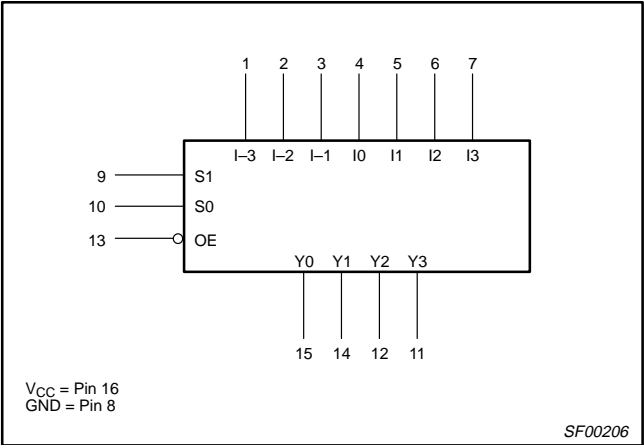 1 2 3 4 5 6 7
I–3 I–2 I–1 I0 I1 I2 I3
9 S1
10 S0
13 OE
Y0 Y1 Y2 Y3
15 14 12 11
VCC = Pin 16
GND = Pin 8
SF00206